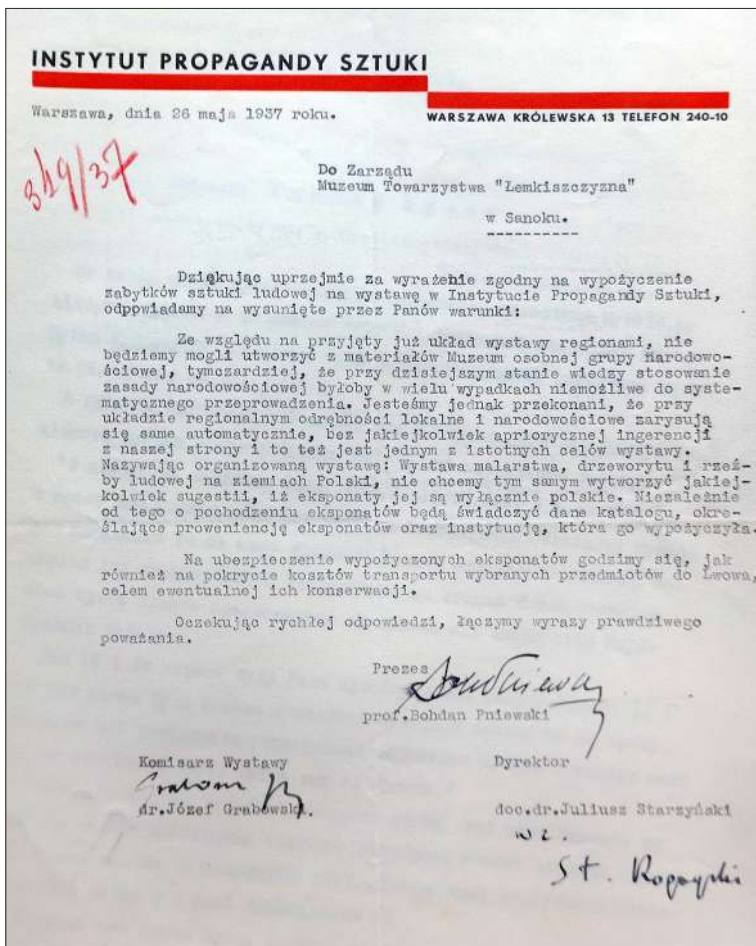 INSTYTUT PROPAGANDY SZTUKI
Warszawa, dnia 26 maja 1937 roku.
WARSZAWA KRÓLEWSKA 13 TELEFON 240-10
349/37
Do Zarządu
Muzeum Towarzystwa "Łemkiszczyzna"
w Sanoku.
Dziękując uprzejmie za wyrażenie zgodny na wypożyczenie
zabytków sztuki ludowej na wystawę w Instytucie Propagandy Sztuki,
odpowiadamy na wysunięte przez Panów warunki:
Ze względu na przyjęty już układ wystawy regionami, nie
będziemy mogli utworzyć z materiałów Muzeum osobnej grupy narodowo-
ściowej, tymczardziej, że przy dzisiejszym stanie wiedzy stosowanie
zasady narodowościowej byłoby w wielu wypadkach niemożliwe do syste-
matycznego przeprowadzenia. Jesteśmy jednak przekonani, że przy
układzie regionalnym odrębności lokalne i narodowościowe zarysują
się same automatycznie, bez jakiejkolwiek apriorycznej ingerencji
z naszej strony i to też jest jednym z istotnych celów wystawy.
Nazywając organizowaną wystawę: Wystawa malarstwa, drzeworytu i rzeź-
by ludowej na ziemiach Polski, nie chcemy tym samym wytworzyć jakiej-
kolwiek sugestii, iż eksponaty jej są wyłącznie polskie. Niezależnie
od tego o pochodzeniu eksponatów będą świadczyć dane katalogu, okre-
ślające proweniencję eksponatów oraz instytucję, która go wypożyczyła.
Na ubezpieczenie wypożyczonych eksponatów godzimy się, jak
również na pokrycie kosztów transportu wybranych przedmiotów do Lwowa,
celem ewentualnej ich konserwacji.
Oczekując rychłej odpowiedzi, łączymy wyrazy prawdziwego
poważania.
Prezes
prof.Bohdan Pniewski
Komisarz Wystawy
Dyrektor
dr.Józef Grabowski.
doc.dr.Juliusz Starzyński
wz.
St.